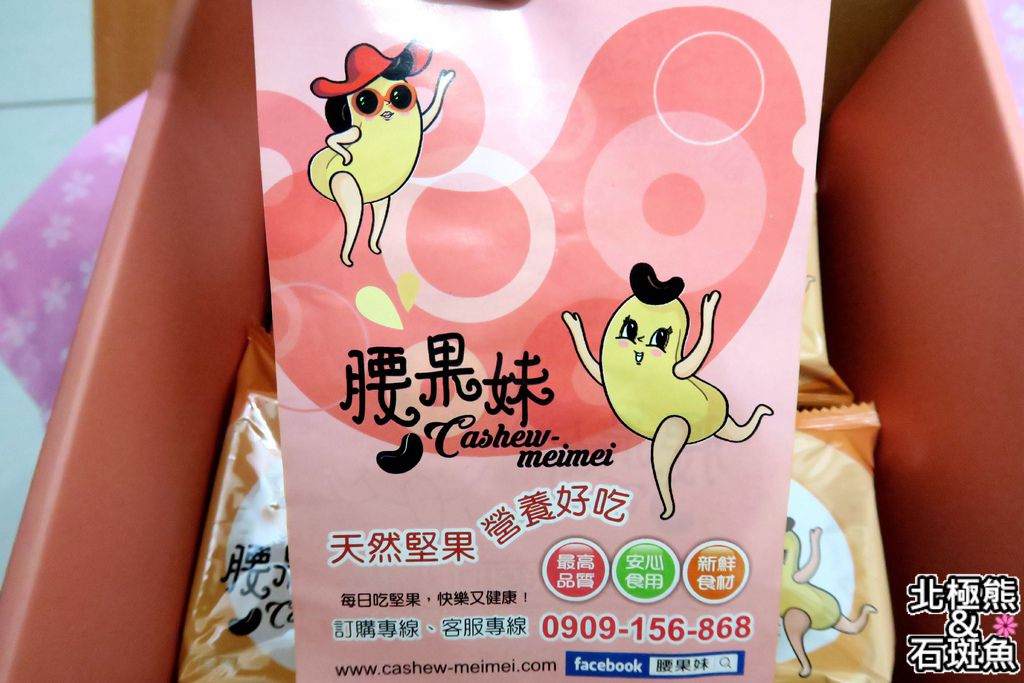 腰果妹
Cashew-
meimei
天然堅果 營養好吃
最高
品質
安心
食用
新鮮
食材
每日吃堅果，快樂又健康！
訂購專線、客服專線 0909-156-868
www.cashew-meimei.com facebook 腰果妹
腰
Ca
北極熊
&
石斑魚